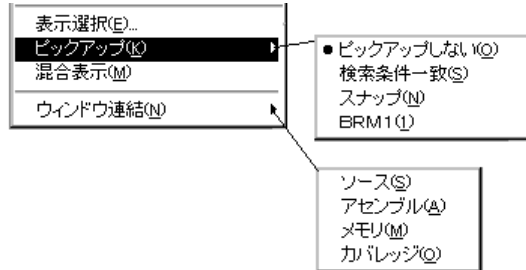 表示選択(E)...
ピックアップ(K)
混合表示(M)
ウィンドウ連結(N)
●ピックアップしない(O)
検索条件一致(S)
スナップ(N)
BRM1(1)
ソース(S)
アセンブル(A)
メモリ(M)
カバレッジ(O)